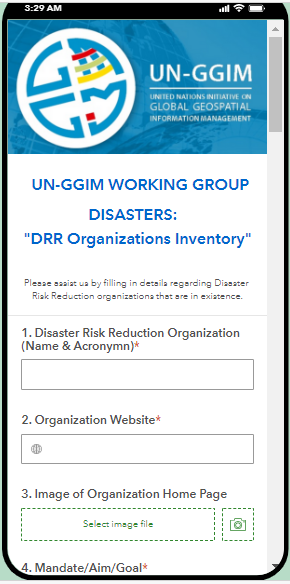 3:29 AM
UN-GGIM
UNITED NATIONS INITIATIVE ON
GLOBAL GEOSPATIAL
INFORMATION MANAGEMENT
UN-GGIM WORKING GROUP
DISASTERS:
"DRR Organizations Inventory"
Please assist us by filling in details regarding Disaster
Risk Reduction organizations that are in existence.
1. Disaster Risk Reduction Organization
(Name & Acronymn)*
2. Organization Website*
3. Image of Organization Home Page
Select image file
4. Mandate/Aim/Goal*